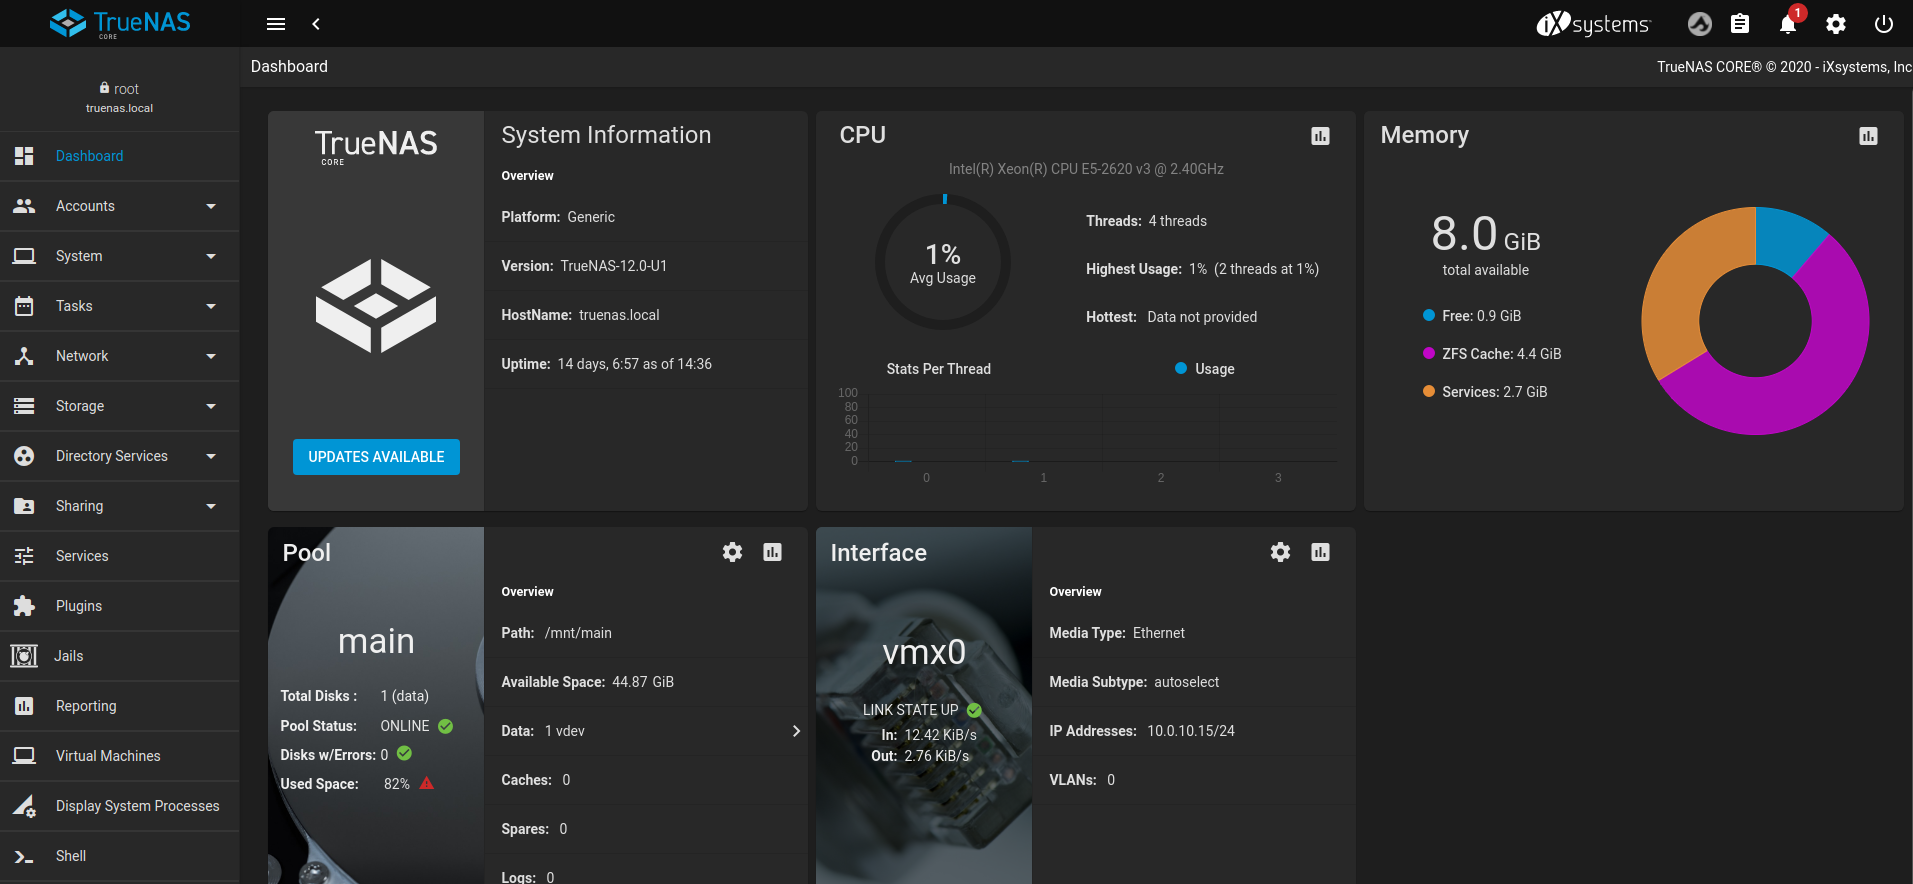 TrueNAS
CORE
iXsystems
1
Dashboard
TrueNAS CORE® © 2020 - iXsystems, Inc
root
truenas.local
Dashboard
Accounts
System
Tasks
Network
Storage
Directory Services
Sharing
Services
Plugins
Jails
Reporting
Virtual Machines
Display System Processes
Shell
TrueNAS
CORE
UPDATES AVAILABLE
System Information
Overview
Platform: Generic
Version: TrueNAS-12.0-U1
HostName: truenas.local
Uptime: 14 days, 6:57 as of 14:36
CPU
Intel(R) Xeon(R) CPU E5-2620 v3 @ 2.40GHz
1%
Avg Usage
Threads: 4 threads
Highest Usage: 1% (2 threads at 1%)
Hottest: Data not provided
Stats Per Thread
Usage
100
80
60
40
20
0
0 1 2 3
Memory
8.0 GiB
total available
Free: 0.9 GiB
ZFS Cache: 4.4 GiB
Services: 2.7 GiB
Pool
main
Total Disks : 1 (data)
Pool Status: ONLINE
Disks w/Errors: 0
Used Space: 82%
Overview
Path: /mnt/main
Available Space: 44.87 GiB
Data: 1 vdev
Caches: 0
Spares: 0
Logs: 0
Interface
vmx0
LINK STATE UP
In: 12.42 KiB/s
Out: 2.76 KiB/s
Overview
Media Type: Ethernet
Media Subtype: autoselect
IP Addresses: 10.0.10.15/24
VLANs: 0